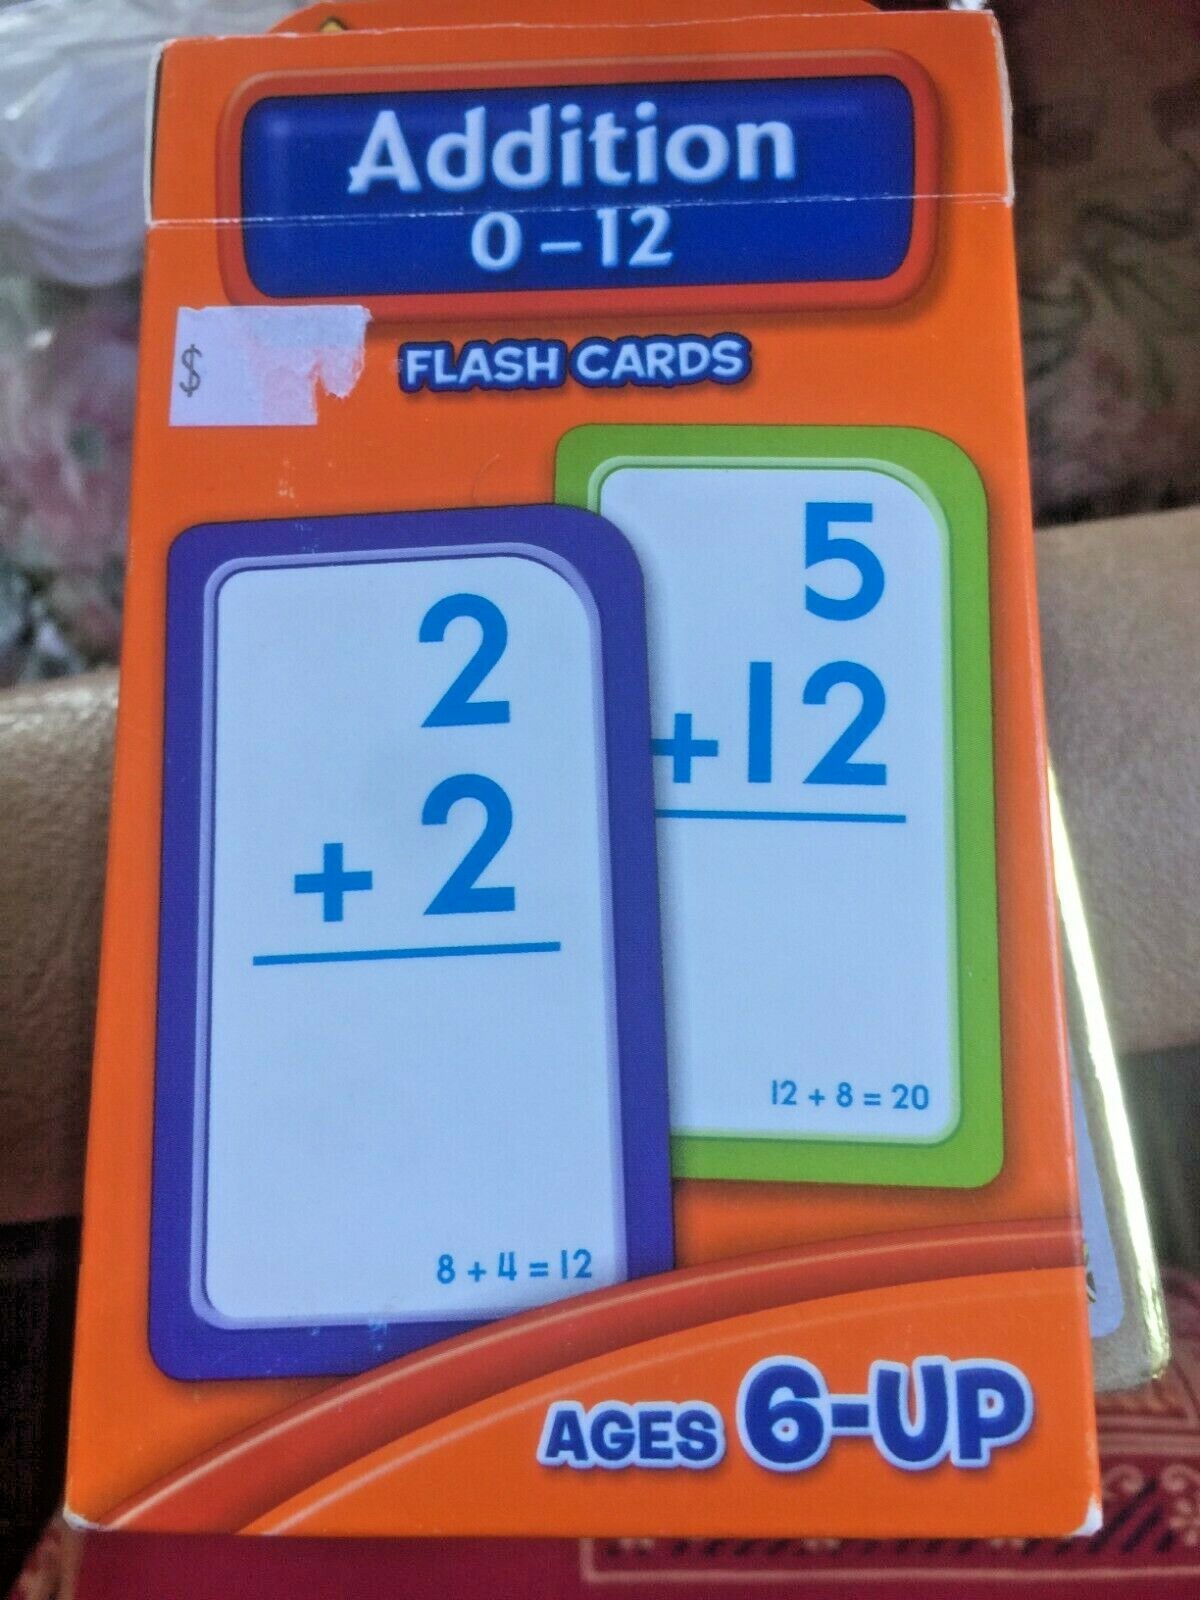 Addition
0 – 12
$
FLASH CARDS
5
+12
12 + 8 = 20
2
+ 2
8 + 4 = 12
AGES 6-UP